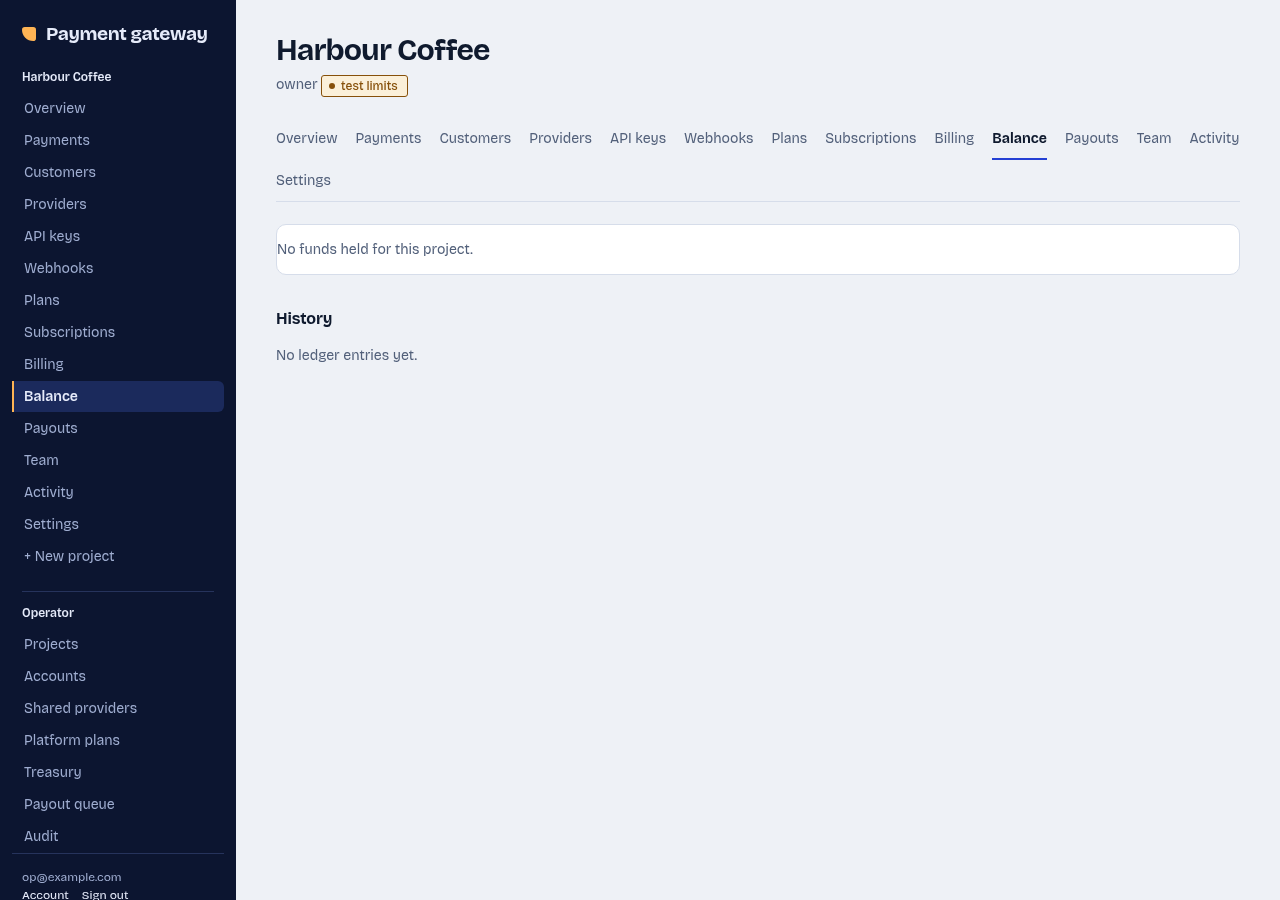 Payment gateway
Harbour Coffee
Overview
Payments
Customers
Providers
API keys
Webhooks
Plans
Subscriptions
Billing
Balance
Payouts
Team
Activity
Settings
+ New project
Operator
Projects
Accounts
Shared providers
Platform plans
Treasury
Payout queue
Audit
op@example.com
Account Sign out
Harbour Coffee
owner test limits
Overview Payments Customers Providers API keys Webhooks Plans Subscriptions Billing Balance Payouts Team Activity
Settings
No funds held for this project.
History
No ledger entries yet.